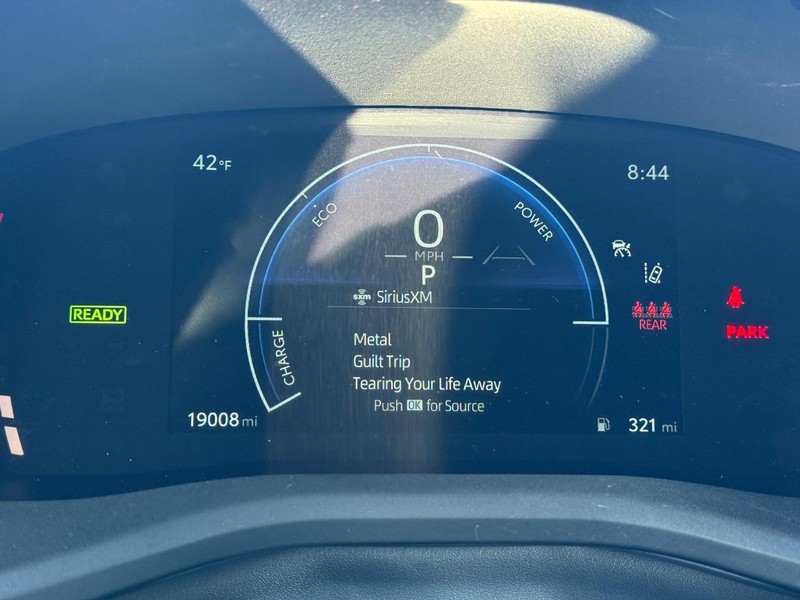 42°F
8:44
ECO
POWER
0
MPH
P
sxm SiriusXM
READY
REAR
PARK
CHARGE
Metal
Guilt Trip
Tearing Your Life Away
Push OK for Source
19008 mi
321 mi